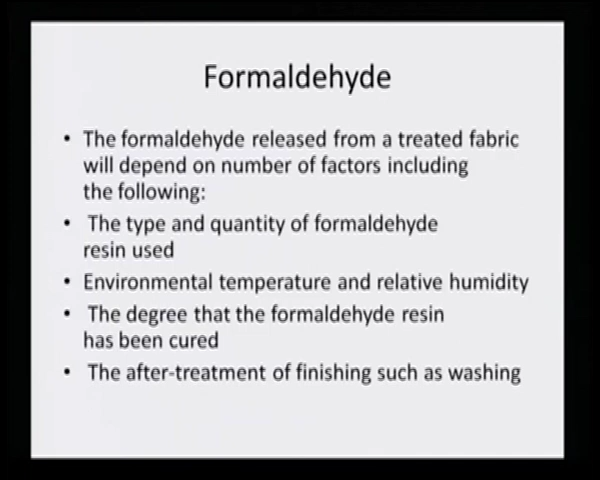 Formaldehyde
• The formaldehyde released from a treated fabric
will depend on number of factors including
the following:
• The type and quantity of formaldehyde
resin used
• Environmental temperature and relative humidity
• The degree that the formaldehyde resin
has been cured
• The after-treatment of finishing such as washing